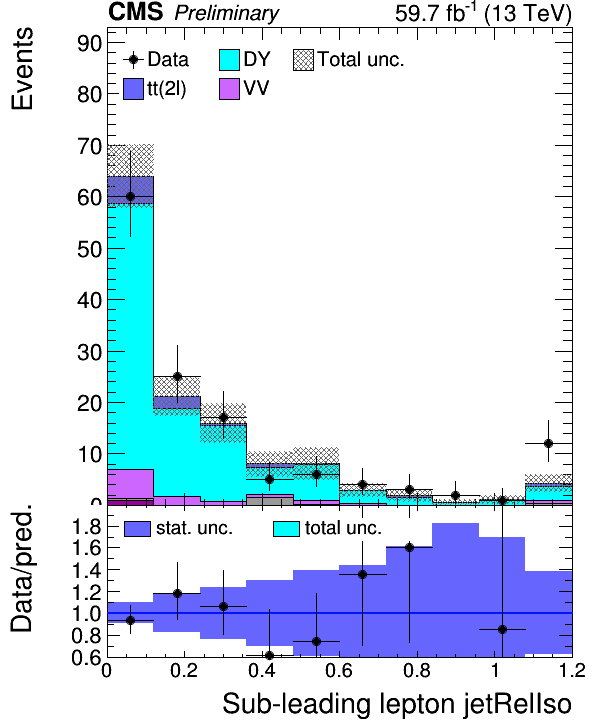 CMS Preliminary 59.7 fb⁻¹ (13 TeV)
Events
90
80
70
60
50
40
30
20
10
0
Data DY Total unc.
tt(2l) VV
Data/pred.
1.8
1.6
1.4
1.2
1.0
0.8
0.6
stat. unc. total unc.
0 0.2 0.4 0.6 0.8 1 1.2
Sub-leading lepton jetRelIso